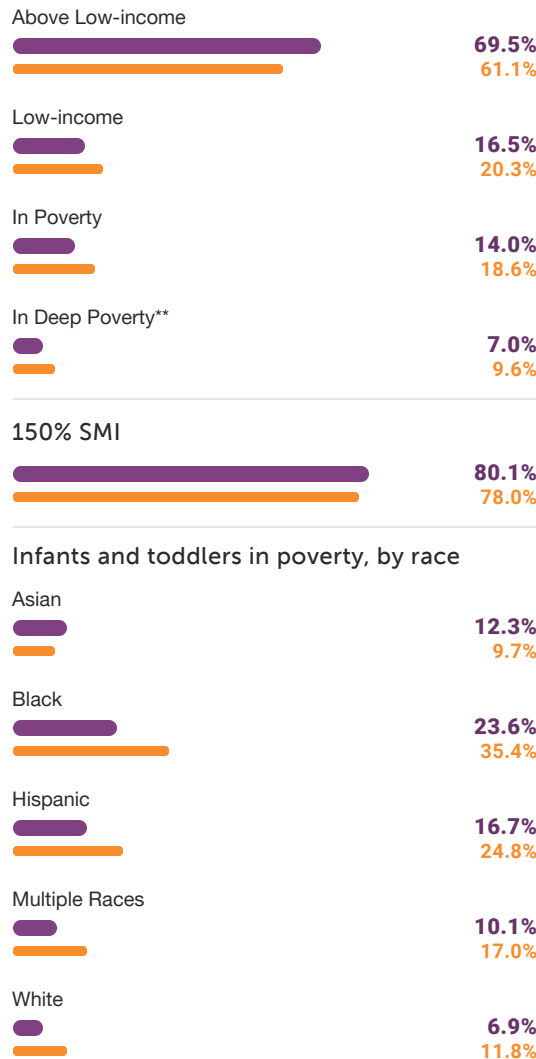 Above Low-income
69.5%
61.1%
Low-income
16.5%
20.3%
In Poverty
14.0%
18.6%
In Deep Poverty**
7.0%
9.6%
150% SMI
80.1%
78.0%
Infants and toddlers in poverty, by race
Asian
12.3%
9.7%
Black
23.6%
35.4%
Hispanic
16.7%
24.8%
Multiple Races
10.1%
17.0%
White
6.9%
11.8%